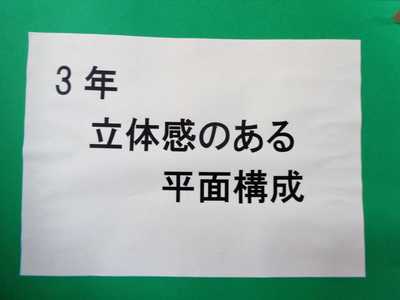 3年
立体感のある
平面構成